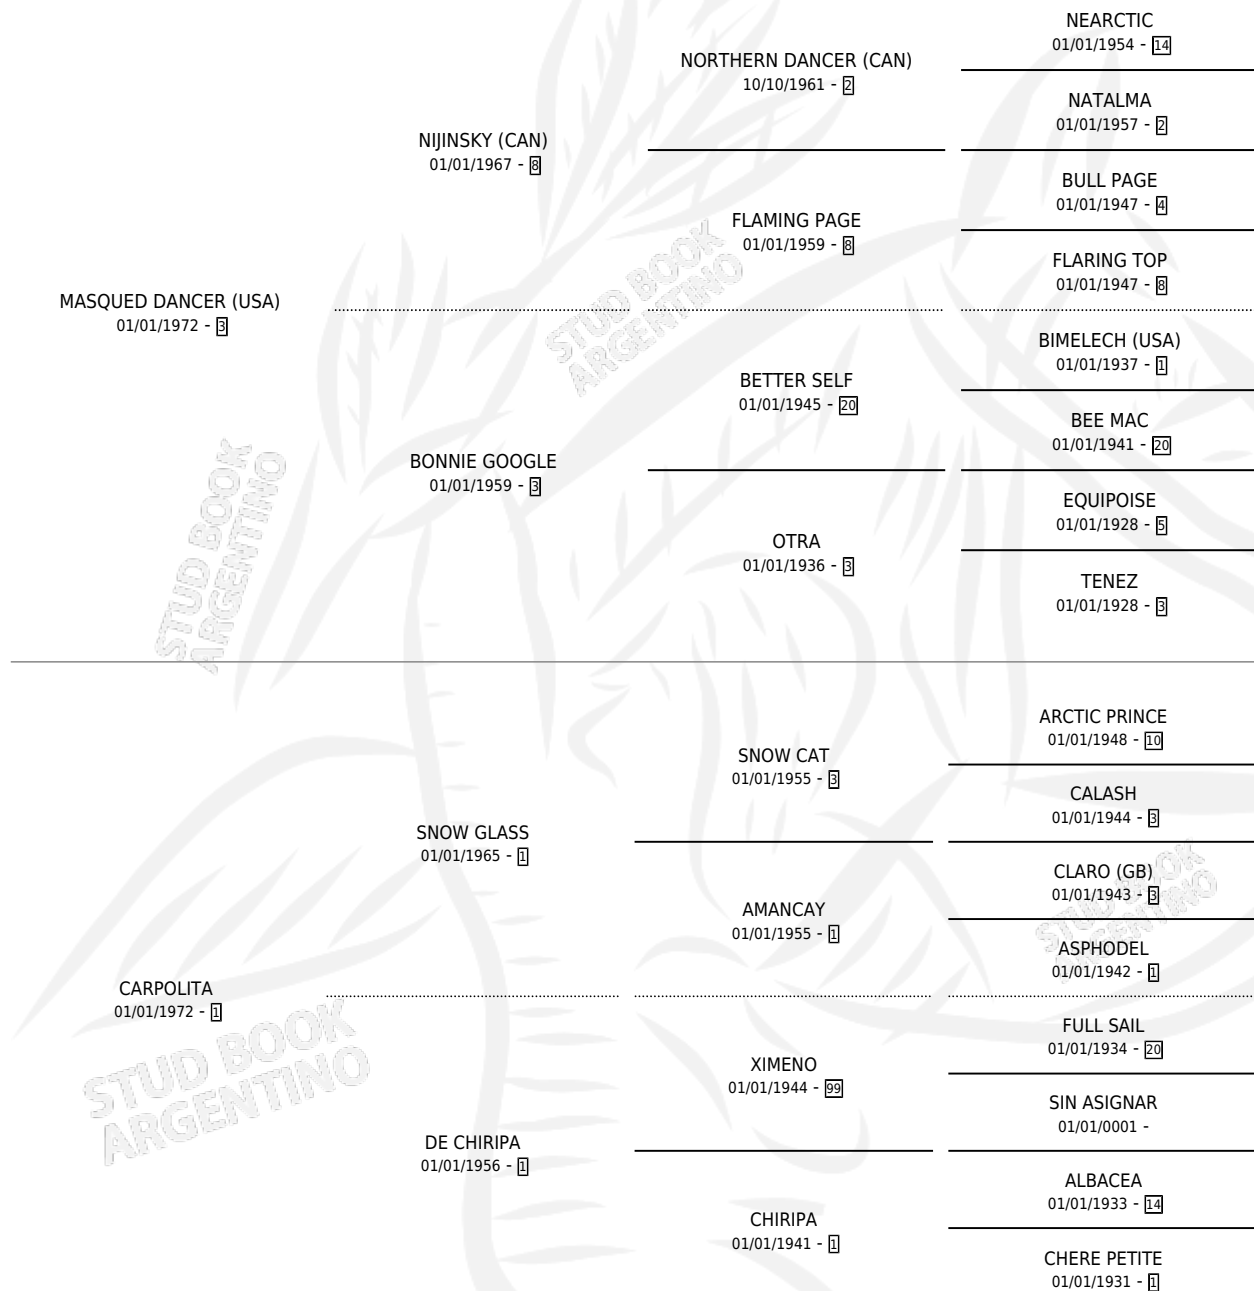 NEARCTIC
01/01/1954 - 14
NORTHERN DANCER (CAN)
10/10/1961 - 2
NATALMA
01/01/1957 - 2
NIJINSKY (CAN)
01/01/1967 - 8
BULL PAGE
01/01/1947 - 4
FLAMING PAGE
01/01/1959 - 8
FLARING TOP
01/01/1947 - 8
MASQUED DANCER (USA)
01/01/1972 - 3
STUD BOOK
ARGENTINO
BIMELECH (USA)
01/01/1937 - 1
BETTER SELF
01/01/1945 - 20
BEE MAC
01/01/1941 - 20
BONNIE GOOGLE
01/01/1959 - 3
EQUIPOISE
01/01/1928 - 5
OTRA
01/01/1936 - 3
TENEZ
01/01/1928 - 3
STUD BOOK
ARGENTINO
ARCTIC PRINCE
01/01/1948 - 10
SNOW CAT
01/01/1955 - 3
CALASH
01/01/1944 - 3
SNOW GLASS
01/01/1965 - 1
CLARO (GB)
01/01/1943 - 3
AMANCAY
01/01/1955 - 1
STUD BOOK
ARGENTINO
ASPHODEL
01/01/1942 - 1
CARPOLITA
01/01/1972 - 1
FULL SAIL
01/01/1934 - 20
XIMENO
01/01/1944 - 99
SIN ASIGNAR
01/01/0001 -
STUD BOOK
ARGENTINO
DE CHIRIPA
01/01/1956 - 1
ALBACEA
01/01/1933 - 14
CHIRIPA
01/01/1941 - 1
CHERE PETITE
01/01/1931 - 1